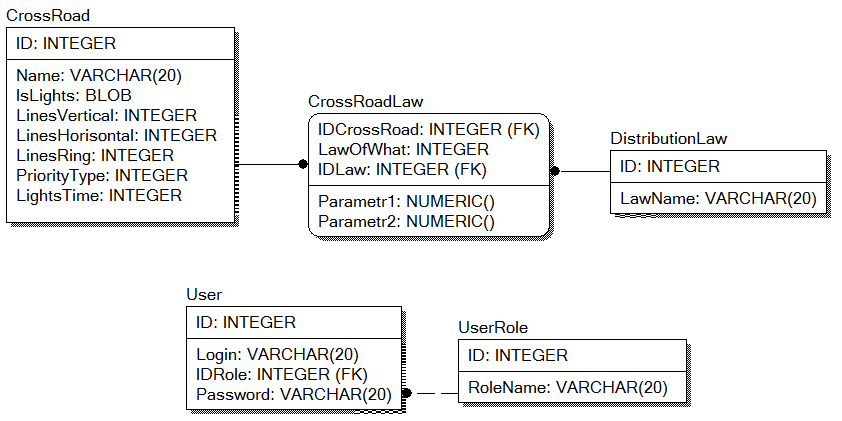 CrossRoad
ID: INTEGER
Name: VARCHAR(20)
IsLights: BLOB
LinesVertical: INTEGER
LinesHorisontal: INTEGER
LinesRing: INTEGER
PriorityType: INTEGER
LightsTime: INTEGER
CrossRoadLaw
IDCrossRoad: INTEGER (FK)
LawOfWhat: INTEGER
IDLaw: INTEGER (FK)
Parametr1: NUMERIC()
Parametr2: NUMERIC()
DistributionLaw
ID: INTEGER
LawName: VARCHAR(20)
User
ID: INTEGER
Login: VARCHAR(20)
IDRole: INTEGER (FK)
Password: VARCHAR(20)
UserRole
ID: INTEGER
RoleName: VARCHAR(20)